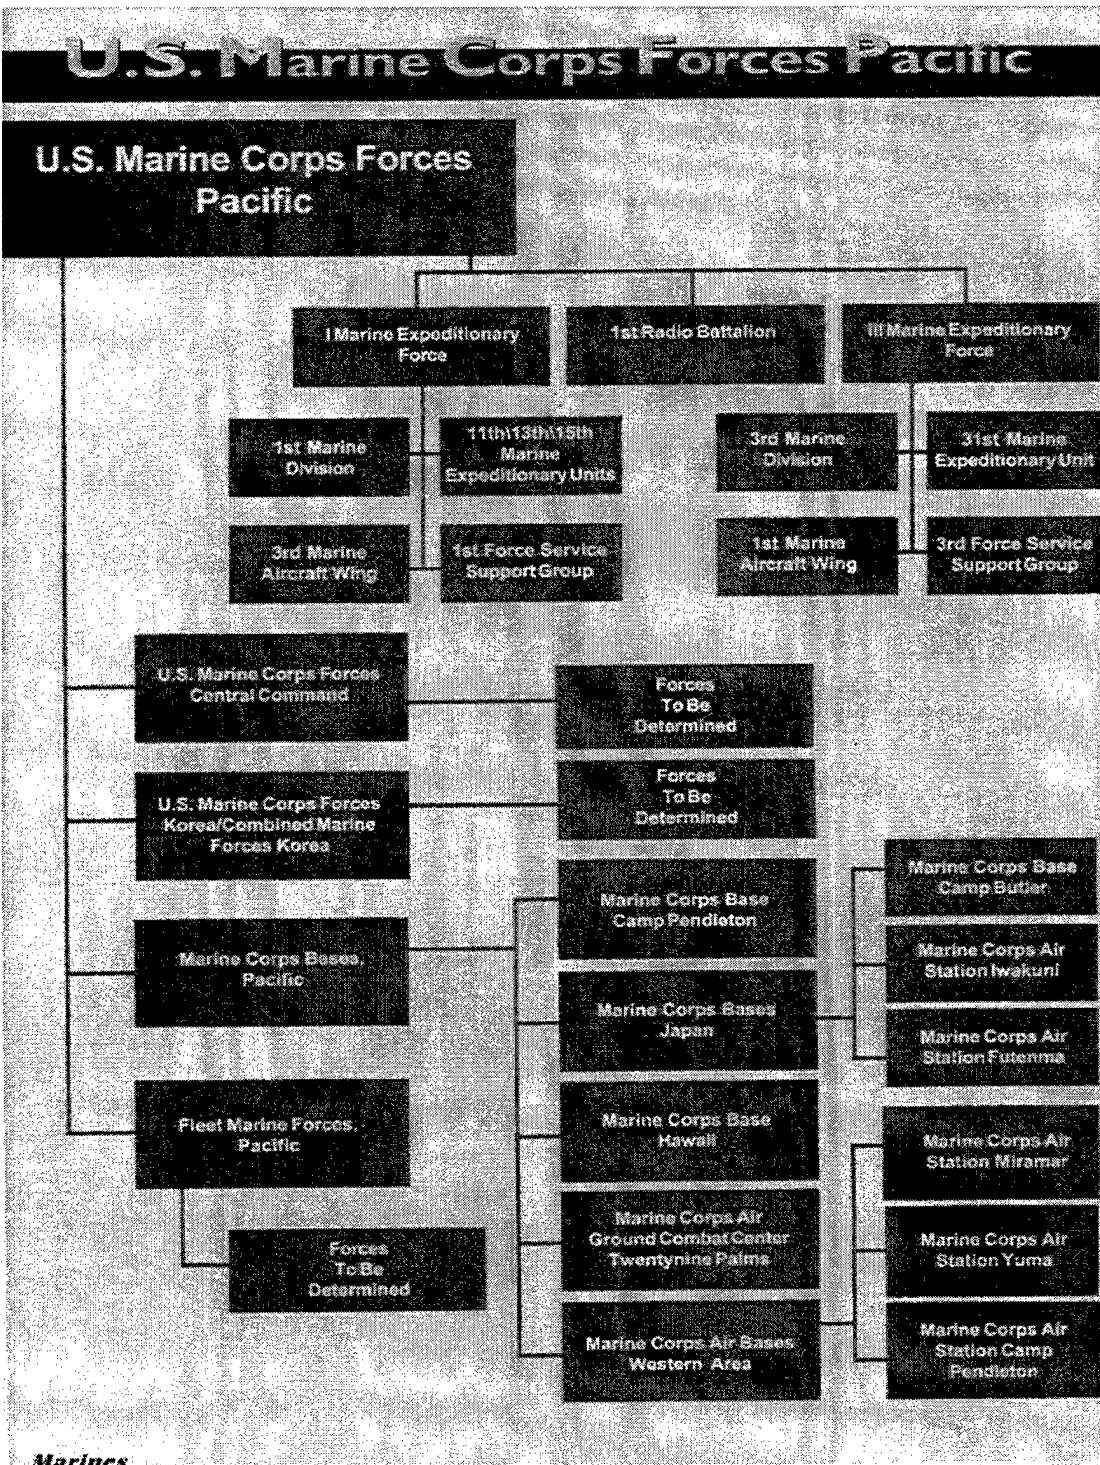 U.S. Marine Corps Forces Pacific
U.S. Marine Corps Forces
Pacific
I Marine Expeditionary
Force
1st Radio Battalion
III Marine Expeditionary
Force
1st Marine
Division
11th\13th\15th
Marine
Expeditionary Units
3rd Marine
Division
31st Marine
Expeditionary Unit
3rd Marine
Aircraft Wing
1st Force Service
Support Group
1st Marine
Aircraft Wing
3rd Force Service
Support Group
U.S. Marine Corps Forces
Central Command
Forces
To Be
Determined
U.S. Marine Corps Forces
Korea/Combined Marine
Forces Korea
Forces
To Be
Determined
Marine Corps Bases,
Pacific
Marine Corps Base
Camp Pendleton
Marine Corps Base
Camp Butler
Marine Corps Air
Station Iwakuni
Marine Corps Bases
Japan
Marine Corps Air
Station Futenma
Fleet Marine Forces,
Pacific
Marine Corps Base
Hawaii
Marine Corps Air
Station Miramar
Forces
To Be
Determined
Marine Corps Air
Ground Combat Center
Twentynine Palms
Marine Corps Air
Station Yuma
Marine Corps Air Bases
Western Area
Marine Corps Air
Station Camp
Pendleton
Marines